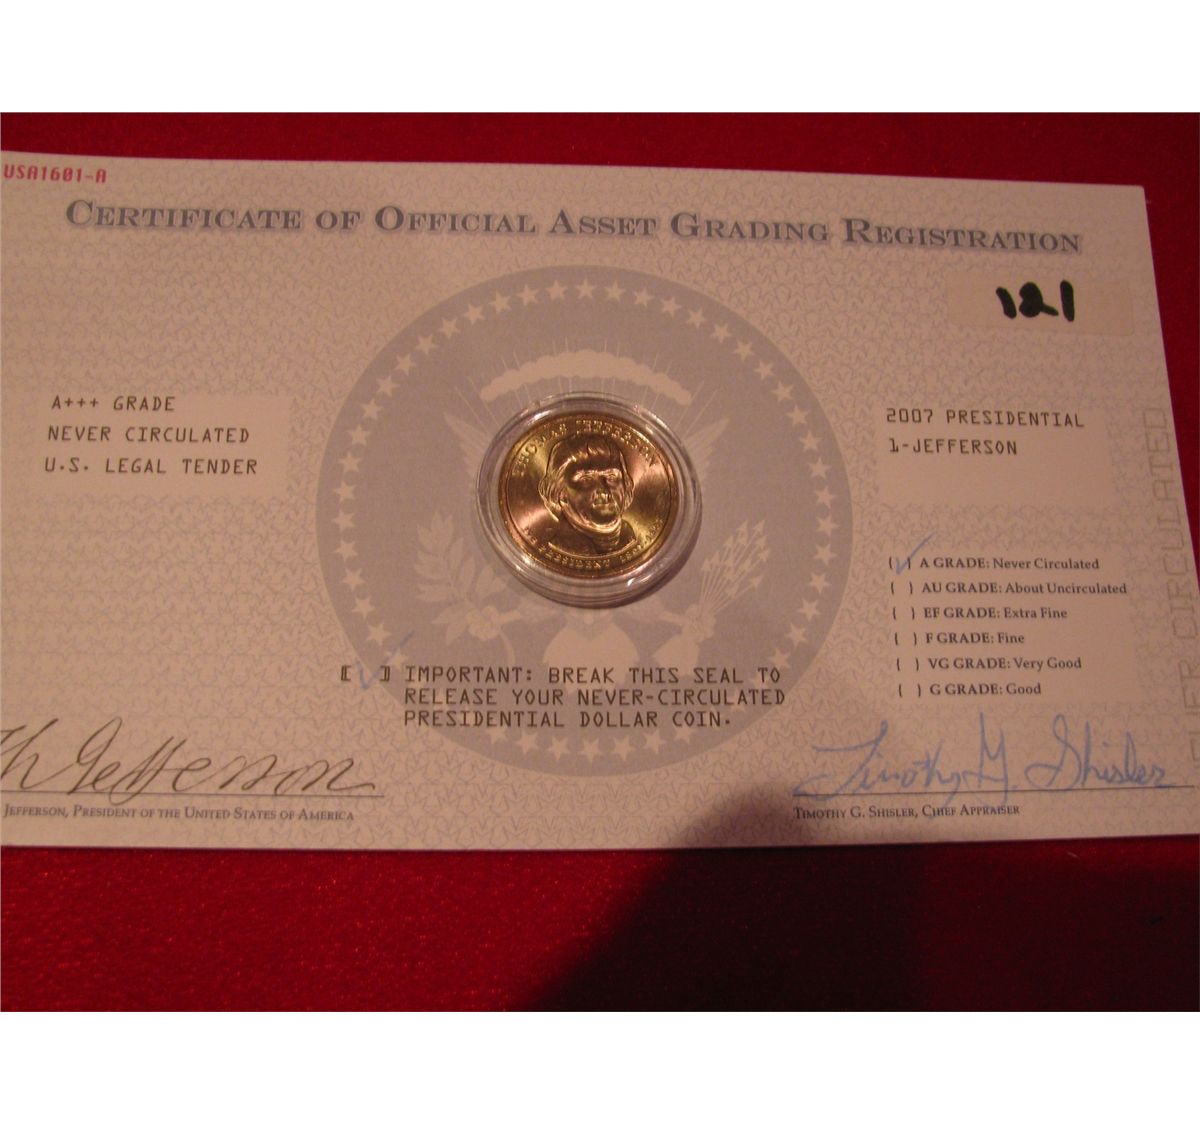 USA1601-A
CERTIFICATE OF OFFICIAL ASSET GRADING REGISTRATION
121
A+++ GRADE
NEVER CIRCULATED
U.S. LEGAL TENDER
THOMAS JEFFERSON
PRESIDENT
2007 PRESIDENTIAL
1-JEFFERSON
(✓) A GRADE: Never Circulated
( ) AU GRADE: About Uncirculated
( ) EF GRADE: Extra Fine
( ) F GRADE: Fine
( ) VG GRADE: Very Good
( ) G GRADE: Good
CIRCULATED
[✓] IMPORTANT: BREAK THIS SEAL TO
RELEASE YOUR NEVER-CIRCULATED
PRESIDENTIAL DOLLAR COIN.
Th Jefferson
JEFFERSON, PRESIDENT OF THE UNITED STATES OF AMERICA
Timothy G. Shisler
TIMOTHY G. SHISLER, CHIEF APPRAISER